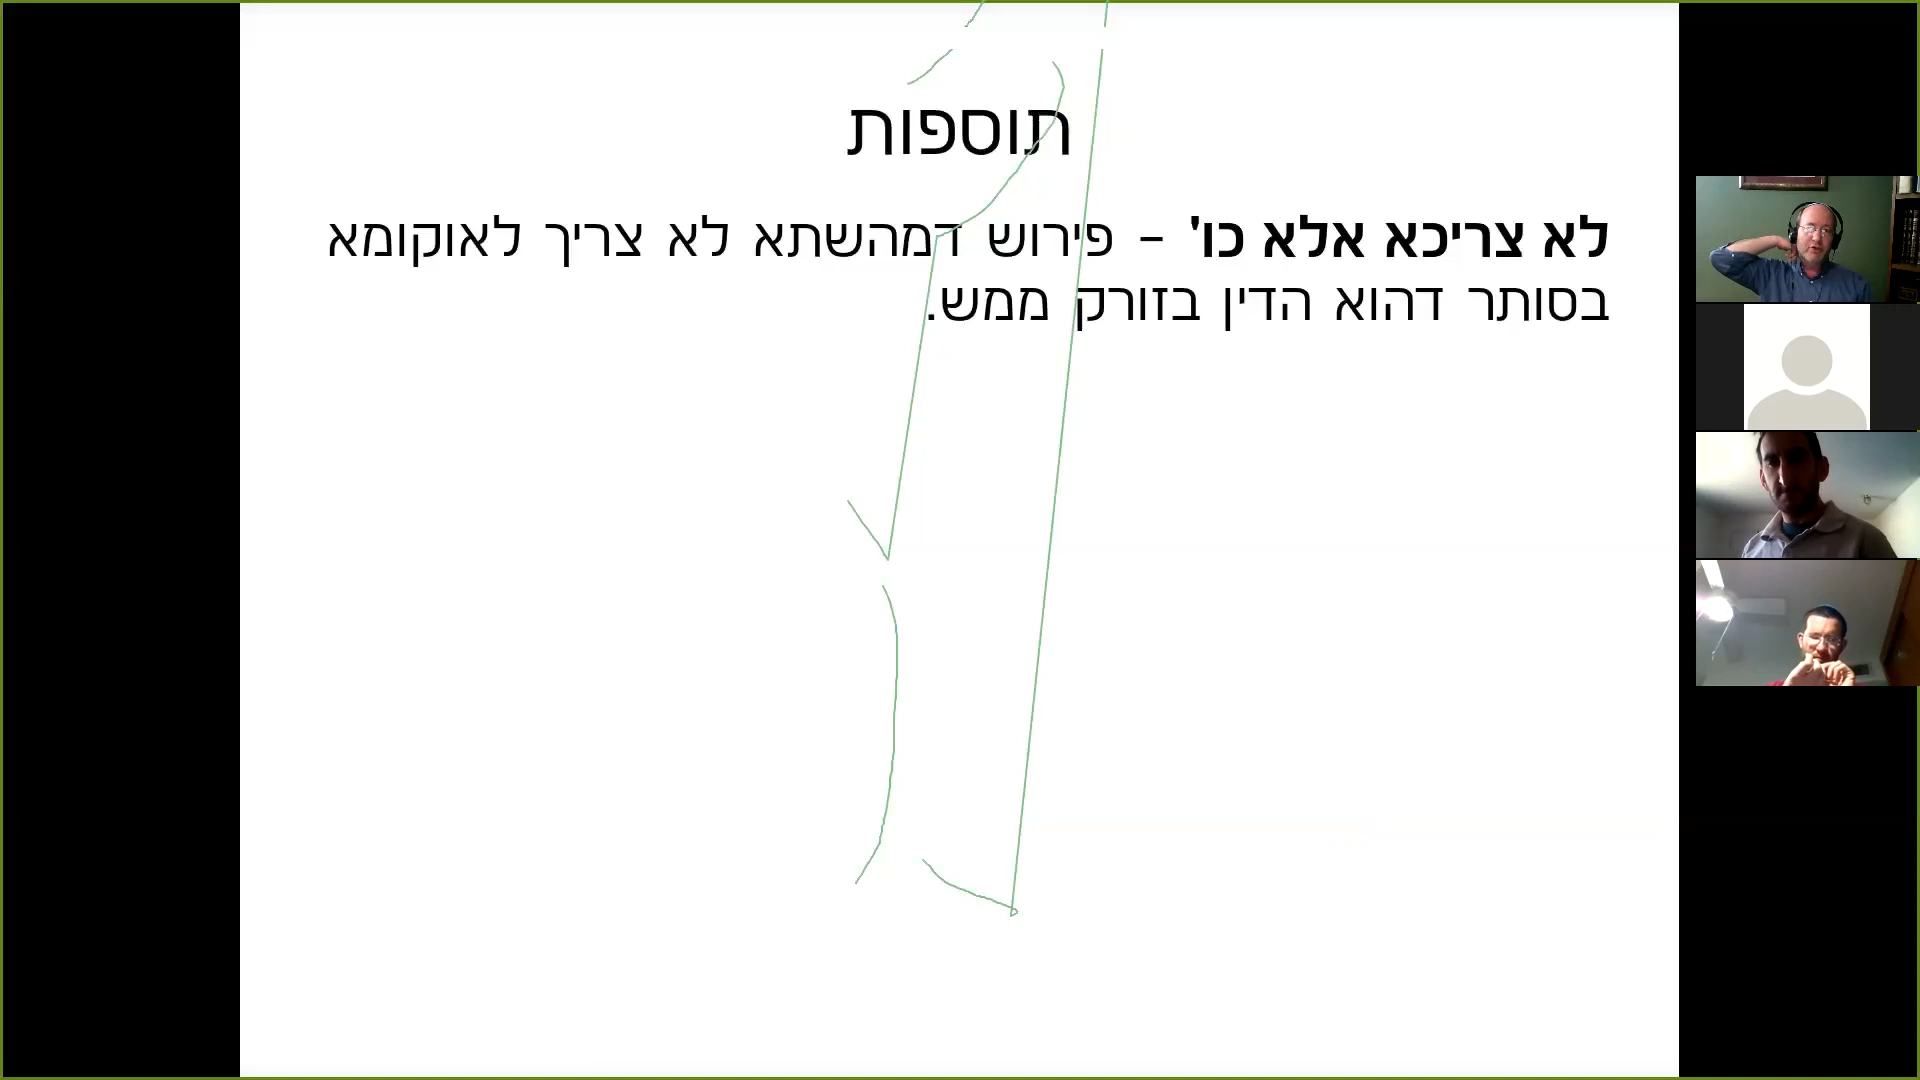 תוספות
לא צריכא אלא כו' – פירוש דמהשתא לא צריך לאוקומא
בסותר דהוא הדין בזורק ממש.